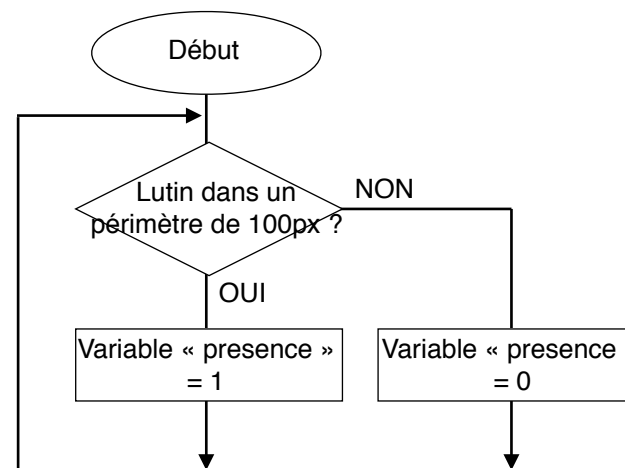 Début
Lutin dans un
périmètre de 100px ?
NON
OUI
Variable « presence »
= 1
Variable « presence
= 0